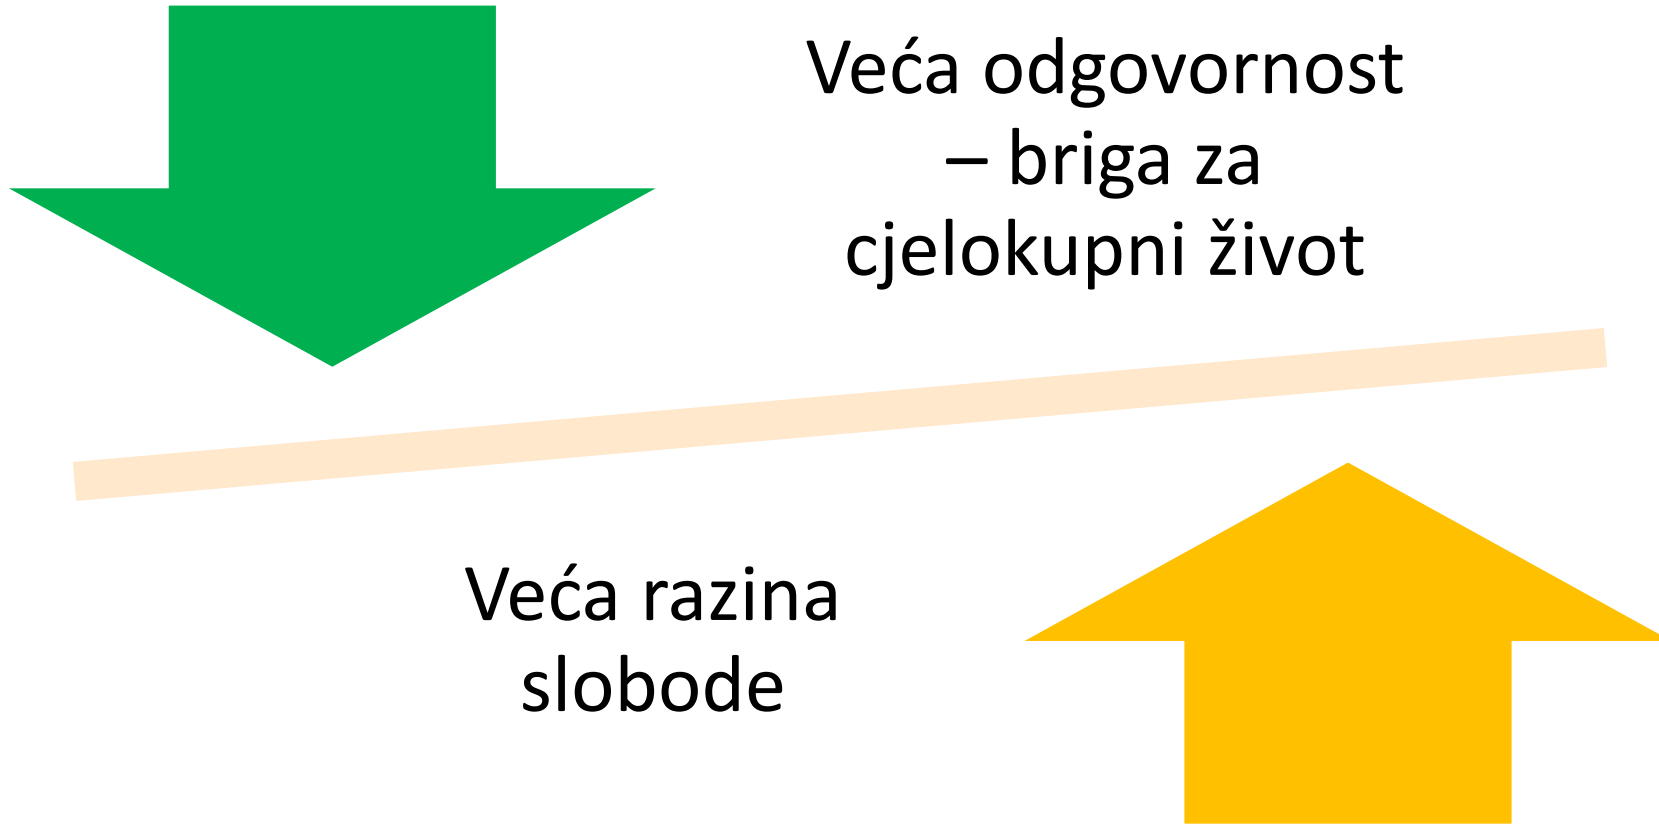 Veća odgovornost
– briga za
cjelokupni život
Veća razina
slobode